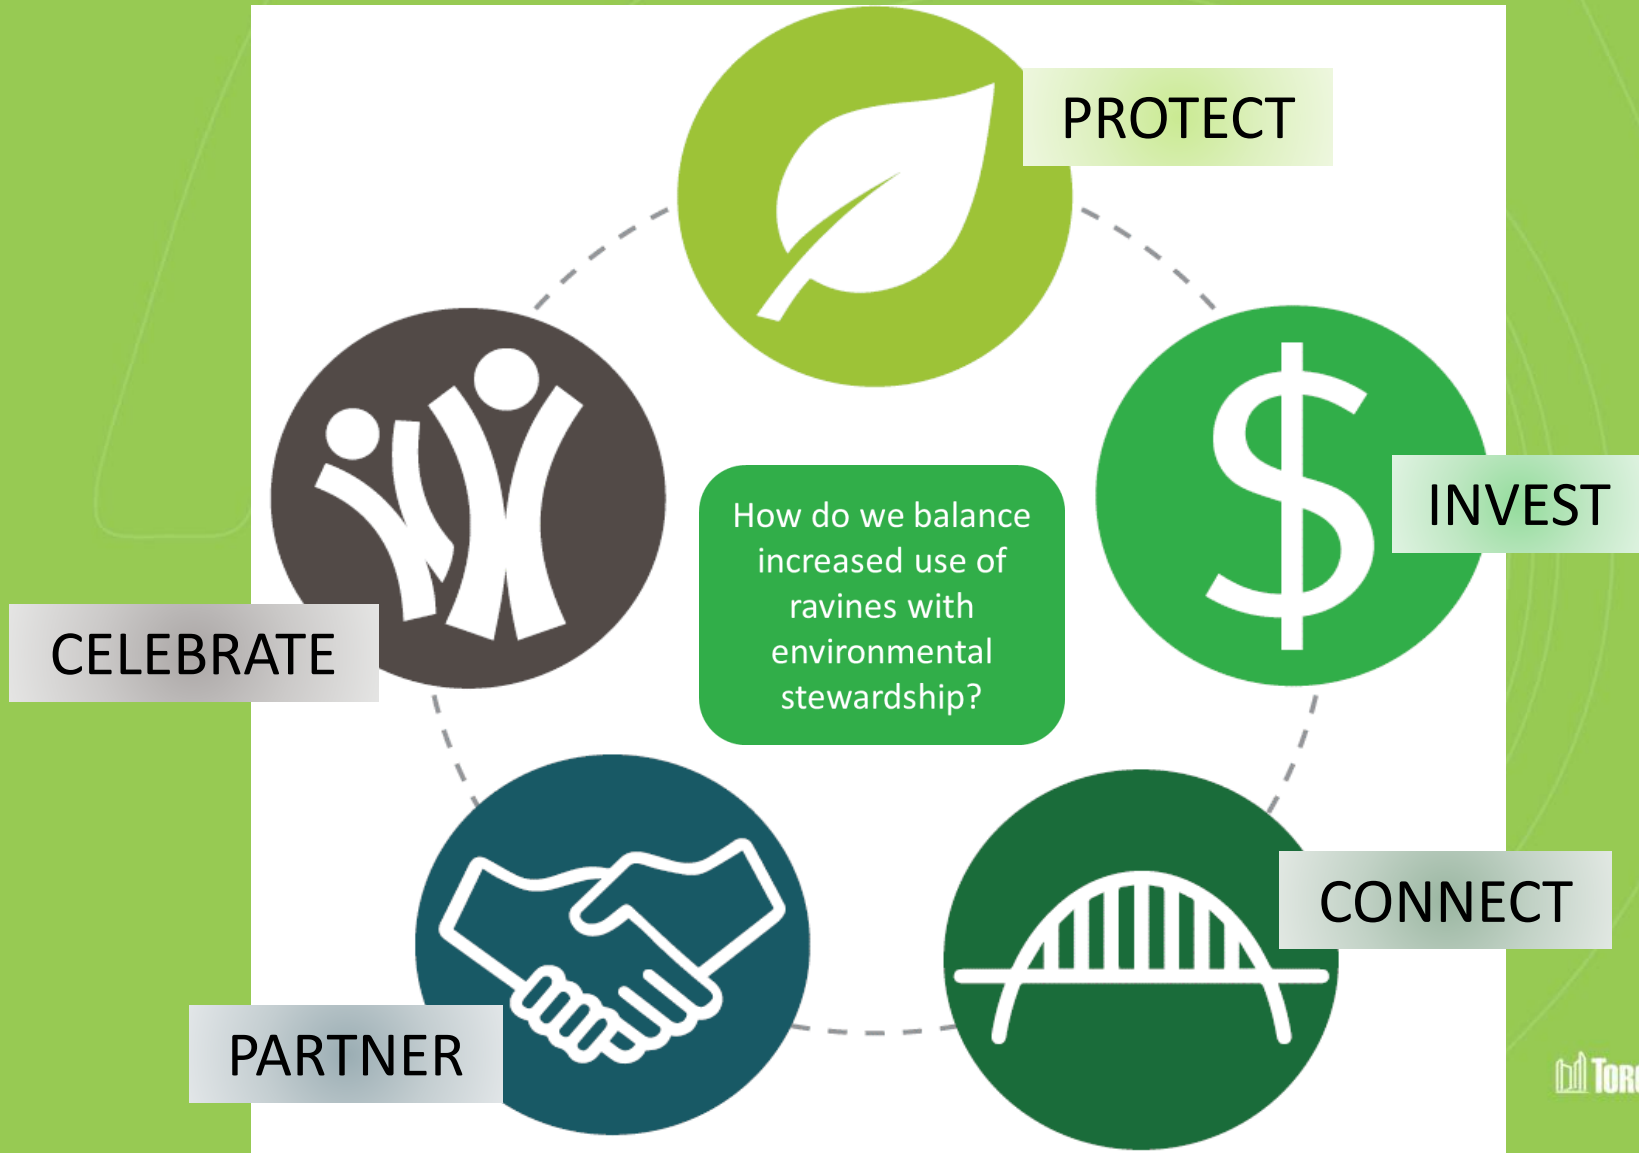 PROTECT
INVEST
How do we balance
increased use of
ravines with
environmental
stewardship?
CELEBRATE
CONNECT
PARTNER